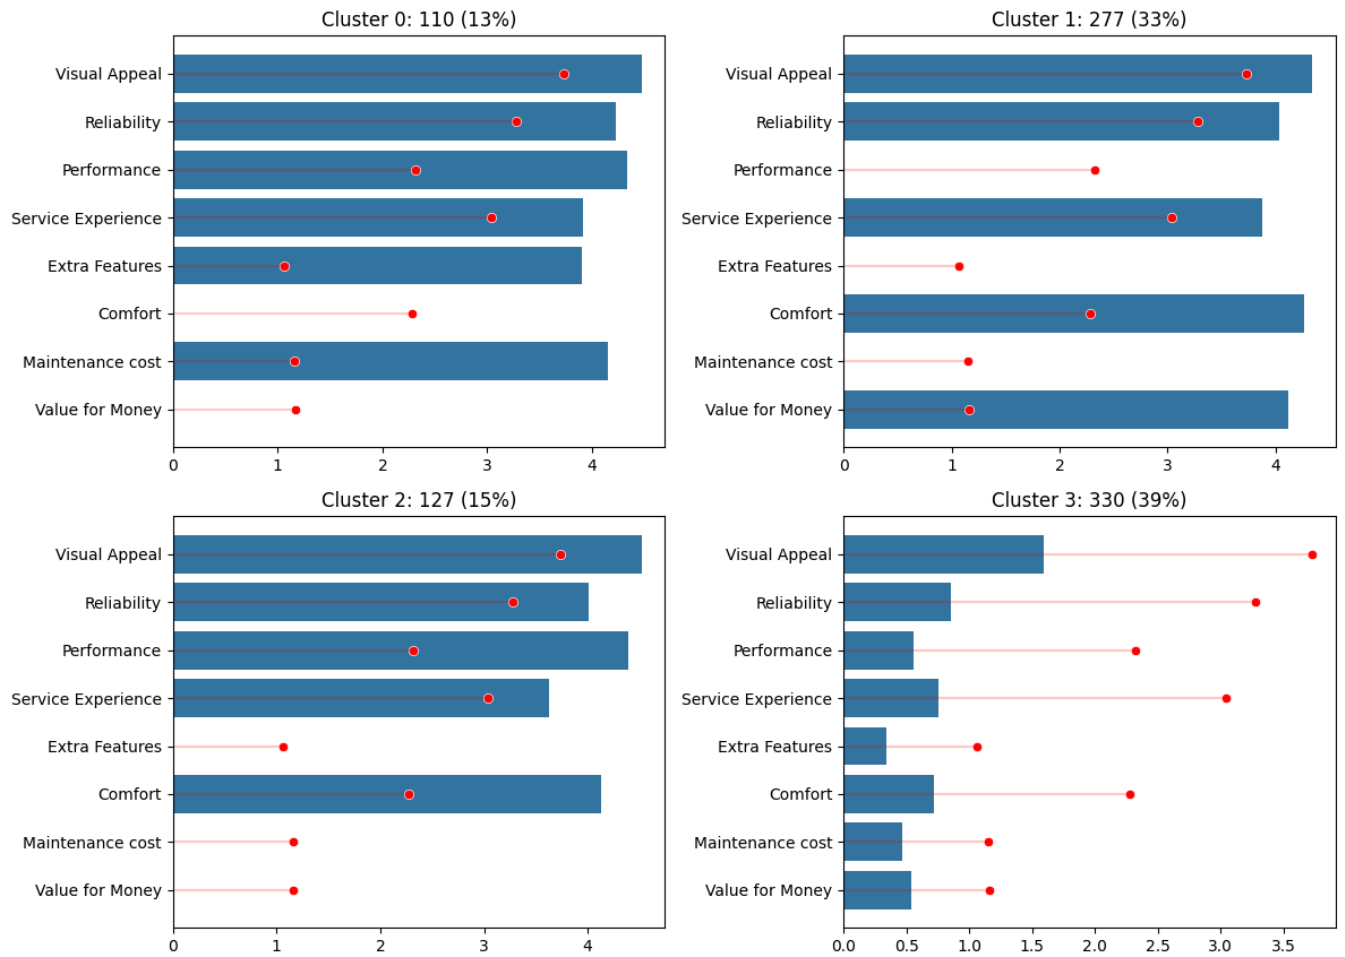 Cluster 0: 110 (13%)
Visual Appeal
Reliability
Performance
Service Experience
Extra Features
Comfort
Maintenance cost
Value for Money
0 1 2 3 4
Cluster 1: 277 (33%)
Visual Appeal
Reliability
Performance
Service Experience
Extra Features
Comfort
Maintenance cost
Value for Money
0 1 2 3 4
Cluster 2: 127 (15%)
Visual Appeal
Reliability
Performance
Service Experience
Extra Features
Comfort
Maintenance cost
Value for Money
0 1 2 3 4
Cluster 3: 330 (39%)
Visual Appeal
Reliability
Performance
Service Experience
Extra Features
Comfort
Maintenance cost
Value for Money
0.0 0.5 1.0 1.5 2.0 2.5 3.0 3.5